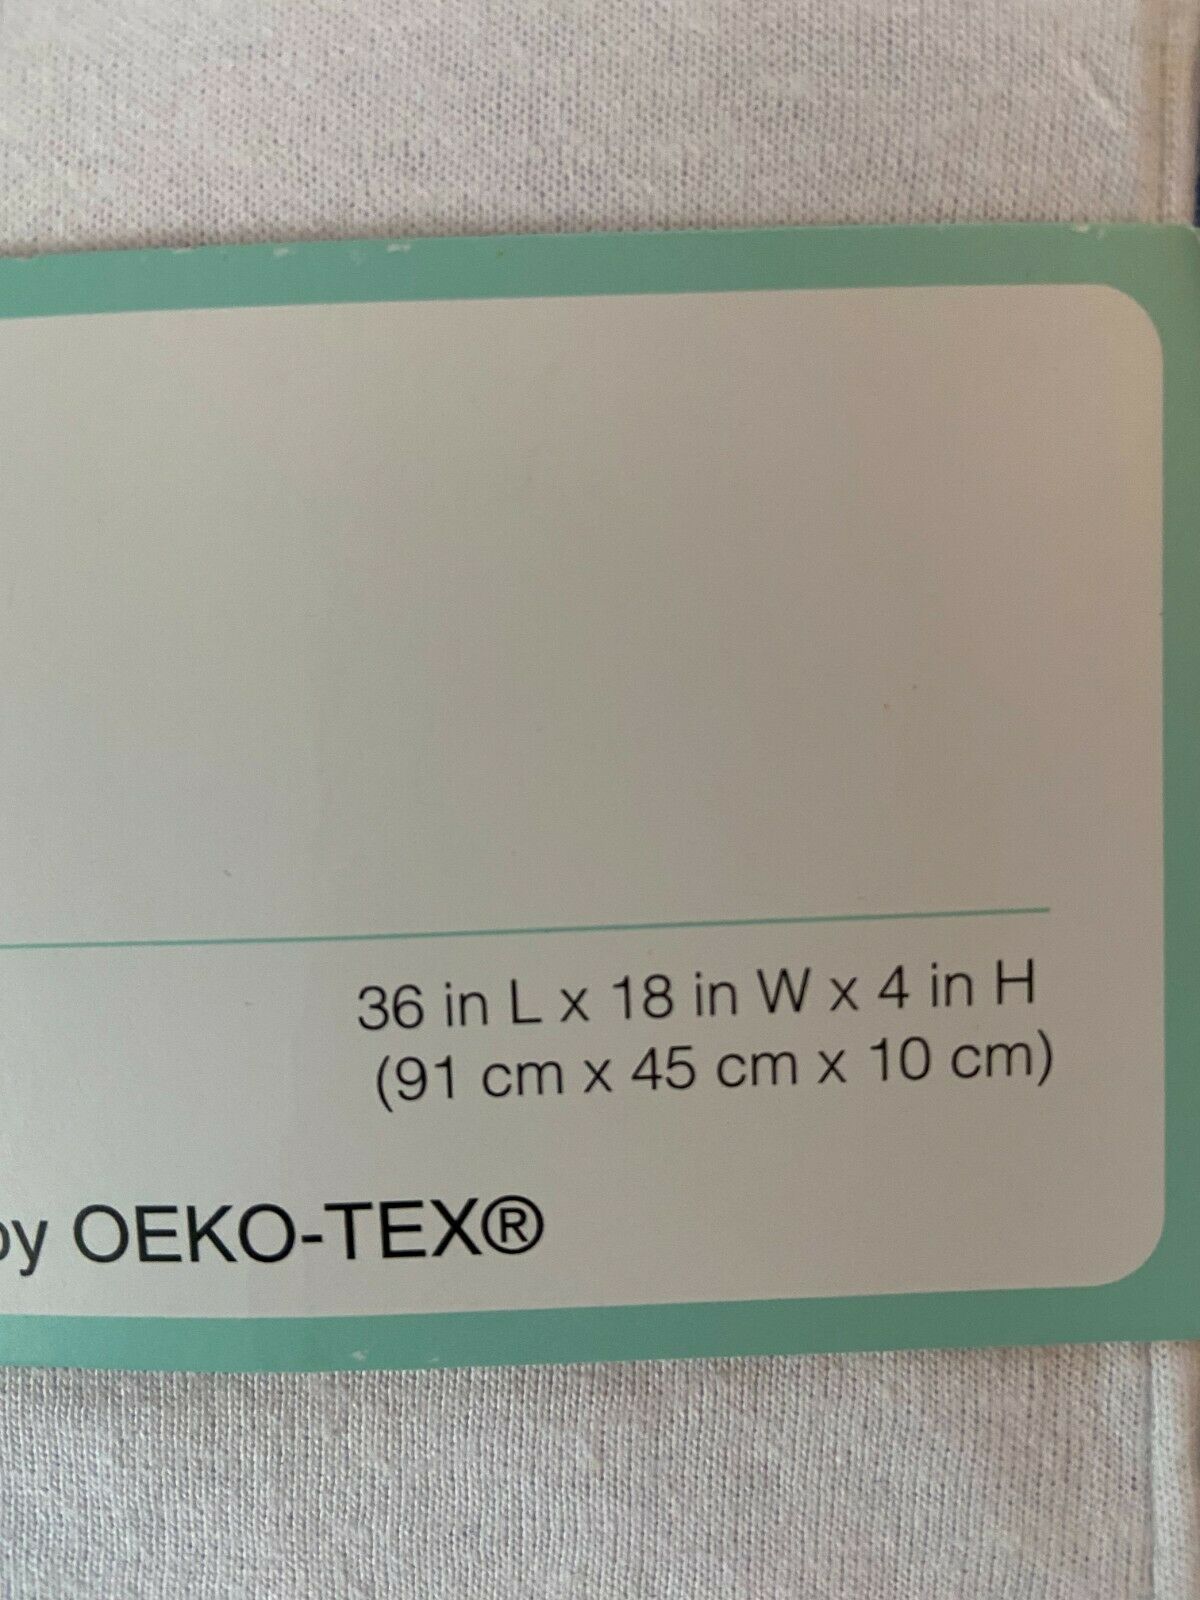 36 in L x 18 in W x 4 in H
(91 cm x 45 cm x 10 cm)
by OEKO-TEX®